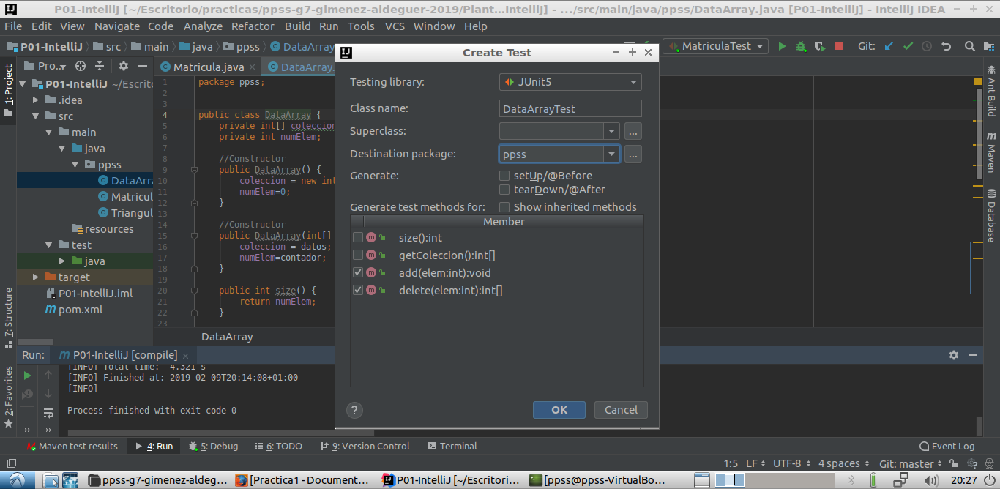 P01-IntelliJ [~/Escritorio/practicas/ppss-g7-gimenez-aldeguer-2019/Plant…IntelliJ] - .../src/main/java/ppss/DataArray.java [P01-IntelliJ] - IntelliJ IDEA
File Edit View Navigate Code Analyze Refactor Build Run Tools VCS Window Help
P01-IntelliJ src main java ppss DataArray MatriculaTest Git:
1: Project
7: Structure
2: Favorites
Pro...
P01-IntelliJ ~/Escrito
.idea
src
main
java
ppss
DataArra
Matricul
Triangul
resources
test
java
target
P01-IntelliJ.iml
pom.xml
Matricula.java DataArray.
1 package ppss;
2
3
4 public class DataArray {
5 private int[] coleccion
6 private int numElem;
7
8 //Constructor
9 public DataArray() {
10 coleccion = new int
11 numElem=0;
12 }
13
14 //Constructor
15 public DataArray(int[]
16 coleccion = datos;
17 numElem=contador;
18 }
19
20 public int size() {
21 return numElem;
22 }
23
DataArray
Create Test
Testing library: JUnit5
Class name: DataArrayTest
Superclass: ...
Destination package: ppss ...
Generate: setUp/@Before
tearDown/@After
Generate test methods for: Show inherited methods
Member
size():int
getColeccion():int[]
add(elem:int):void
delete(elem:int):int[]
? OK Cancel
Ant Build
Maven
Database
Run: P01-IntelliJ [compile]
[INFO] Total time: 4.321 s
[INFO] Finished at: 2019-02-09T20:14:08+01:00
[INFO] ----------------------------------------------
Process finished with exit code 0
Maven test results 4: Run 5: Debug 6: TODO 9: Version Control Terminal Event Log
1:5 LF UTF-8 4 spaces Git: master
ppss-g7-gimenez-aldeg... [Practica1 - Document... P01-IntelliJ [~/Escritori... [ppss@ppss-VirtualBo... 20:27